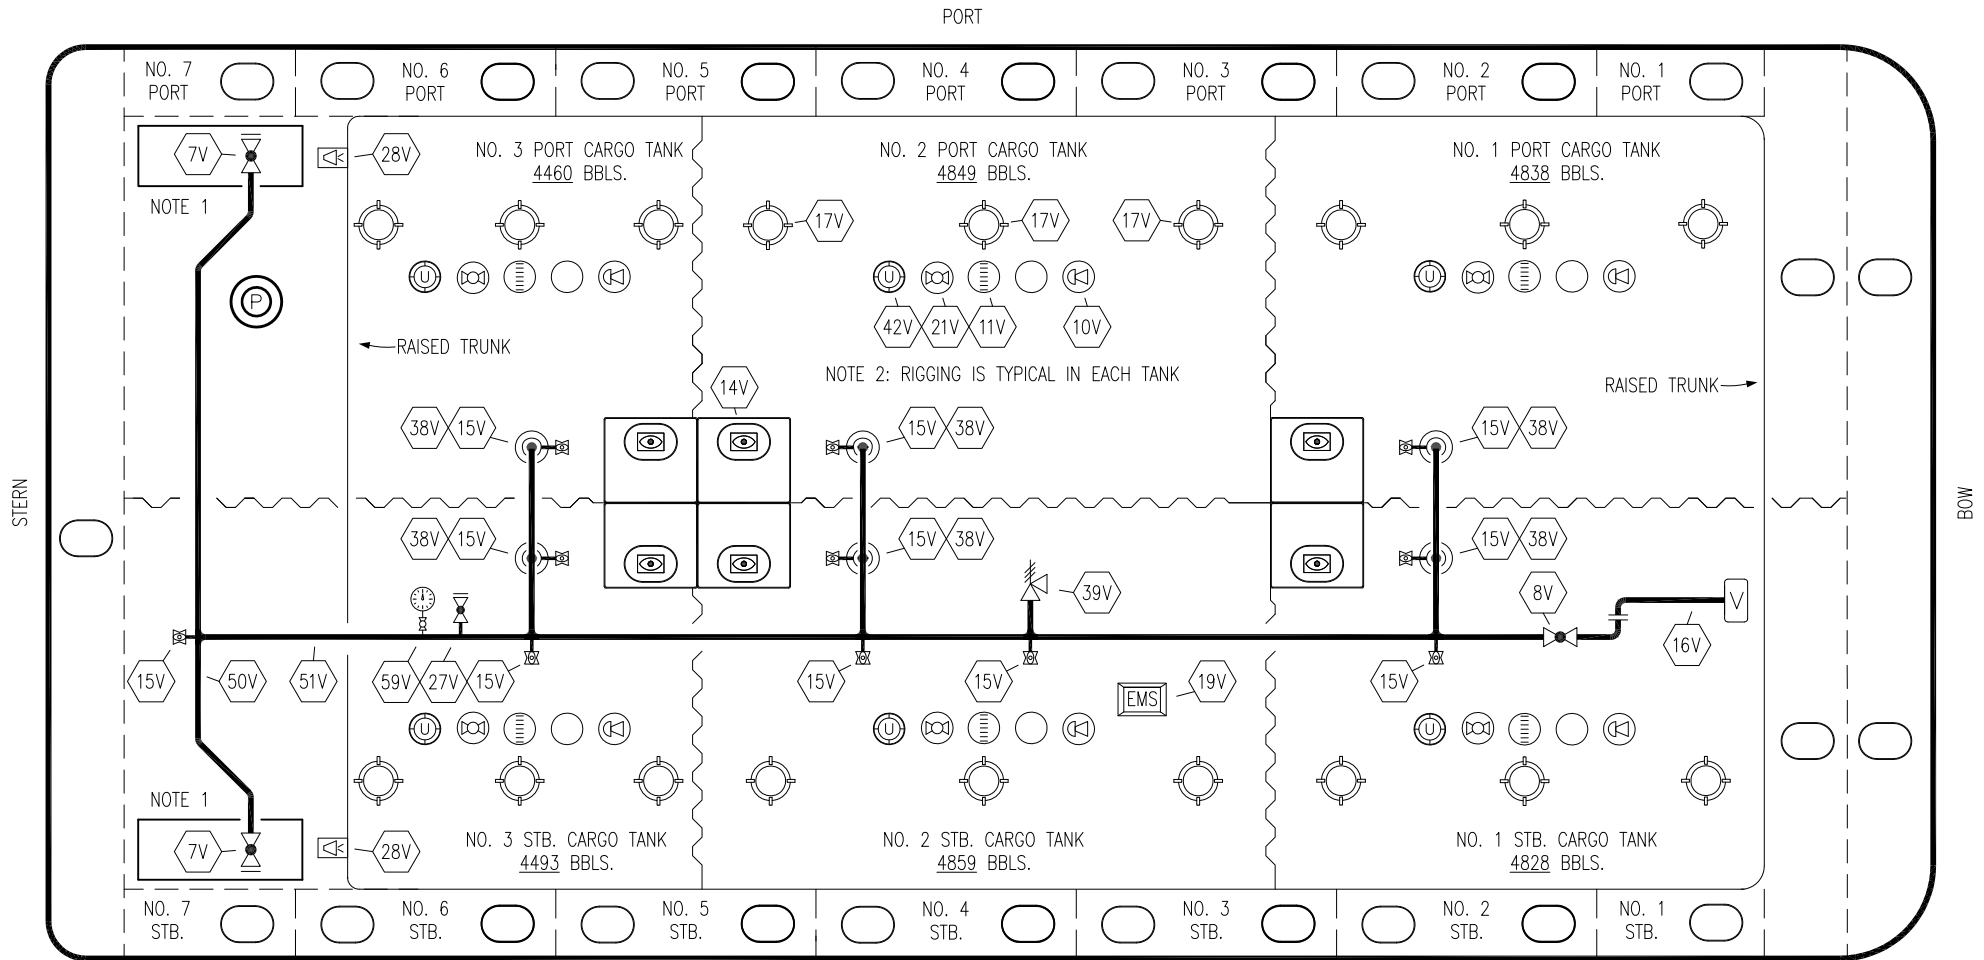 PORT
NO. 7
PORT
NO. 6
PORT
NO. 5
PORT
NO. 4
PORT
NO. 3
PORT
NO. 2
PORT
NO. 1
PORT
7V
28V
NOTE 1
NO. 3 PORT CARGO TANK
4460 BBLS.
NO. 2 PORT CARGO TANK
4849 BBLS.
NO. 1 PORT CARGO TANK
4838 BBLS.
17V
17V
17V
P
U
U
U
42V
21V
11V
10V
RAISED TRUNK
NOTE 2: RIGGING IS TYPICAL IN EACH TANK
RAISED TRUNK
14V
38V
15V
15V
38V
15V
38V
STERN
BOW
38V
15V
15V
38V
15V
38V
39V
8V
V
16V
15V
50V
51V
59V
27V
15V
15V
15V
EMS
19V
15V
U
U
U
NOTE 1
7V
28V
NO. 3 STB. CARGO TANK
4493 BBLS.
NO. 2 STB. CARGO TANK
4859 BBLS.
NO. 1 STB. CARGO TANK
4828 BBLS.
NO. 7
STB.
NO. 6
STB.
NO. 5
STB.
NO. 4
STB.
NO. 3
STB.
NO. 2
STB.
NO. 1
STB.